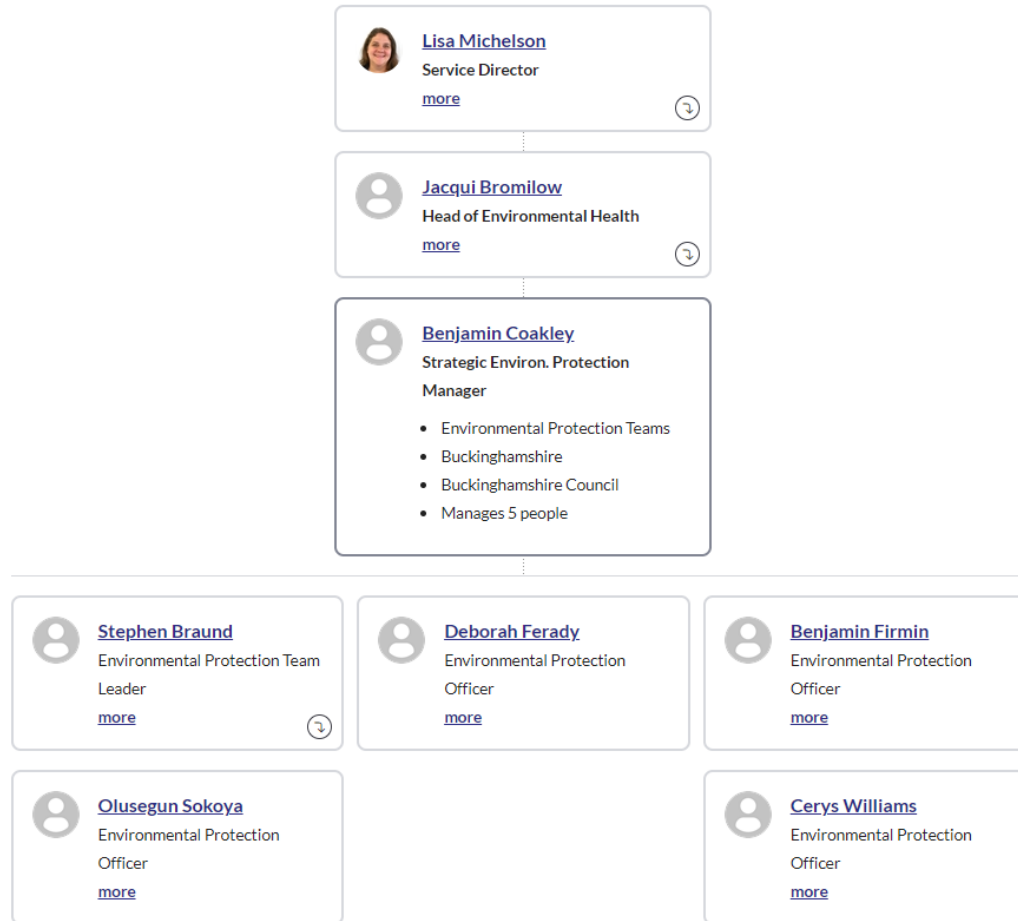 Lisa Michelson
Service Director
more
Jacqui Bromilow
Head of Environmental Health
more
Benjamin Coakley
Strategic Environ. Protection
Manager
• Environmental Protection Teams
• Buckinghamshire
• Buckinghamshire Council
• Manages 5 people
Stephen Braund
Environmental Protection Team
Leader
more
Deborah Ferady
Environmental Protection
Officer
more
Benjamin Firmin
Environmental Protection
Officer
more
Olusegun Sokoya
Environmental Protection
Officer
more
Cerys Williams
Environmental Protection
Officer
more